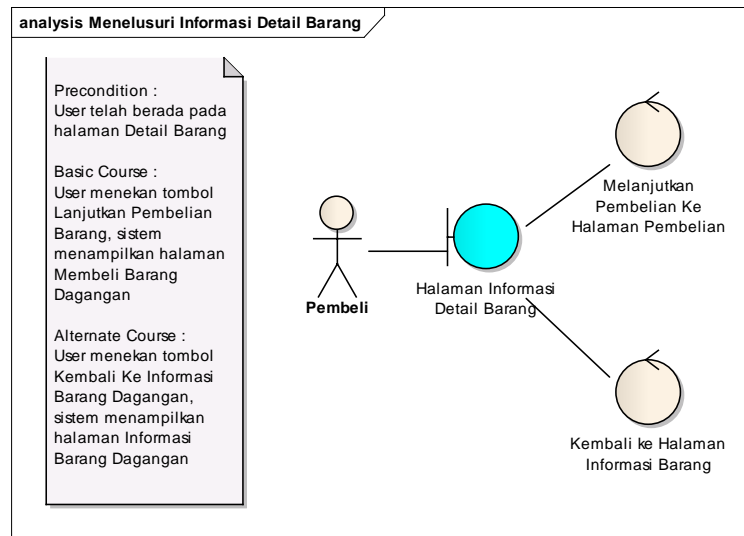 analysis Menelusuri Informasi Detail Barang
Precondition :
User telah berada pada
halaman Detail Barang
Basic Course :
User menekan tombol
Lanjutkan Pembelian
Barang, sistem
menampilkan halaman
Membeli Barang
Dagangan
Alternate Course :
User menekan tombol
Kembali Ke Informasi
Barang Dagangan,
sistem menampilkan
halaman Informasi
Barang Dagangan
Pembeli
Halaman Informasi
Detail Barang
Melanjutkan
Pembelian Ke
Halaman Pembelian
Kembali ke Halaman
Informasi Barang